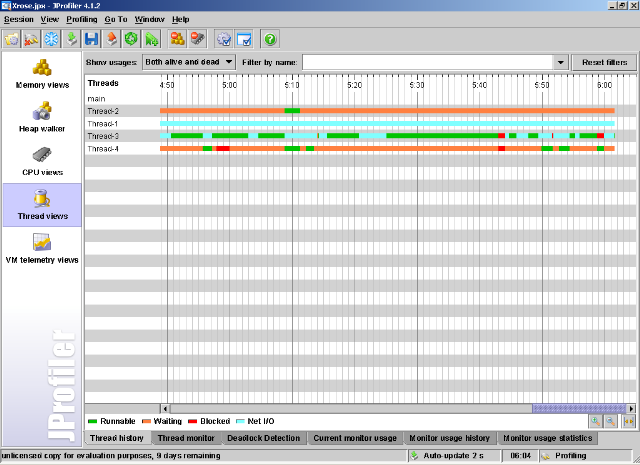 Xrose.jpx - JProfiler 4.1.2
Session View Profiling Go To Window Help
Show usages: Both alive and dead Filter by name: Reset filters
Memory views
Heap walker
CPU views
Thread views
VM telemetry views
JProfiler
Threads 4:50 5:00 5:10 5:20 5:30 5:40 5:50 6:00
main
Thread-2
Thread-1
Thread-3
Thread-4
Runnable Waiting Blocked Net I/O
Thread history Thread monitor Deadlock Detection Current monitor usage Monitor usage history Monitor usage statistics
unlicensed copy for evaluation purposes, 9 days remaining Auto-update 2 s 06:04 Profiling